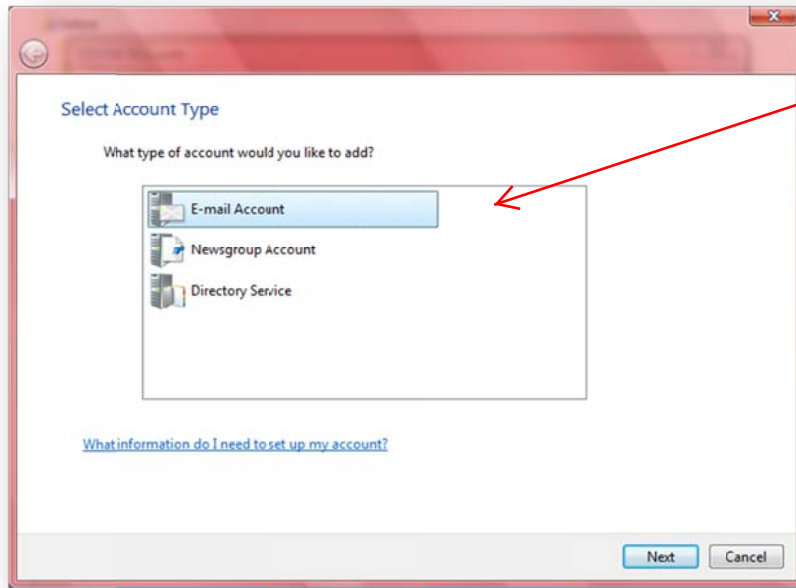 Select Account Type
What type of account would you like to add?
E-mail Account
Newsgroup Account
Directory Service
What information do I need to set up my account?
Next Cancel